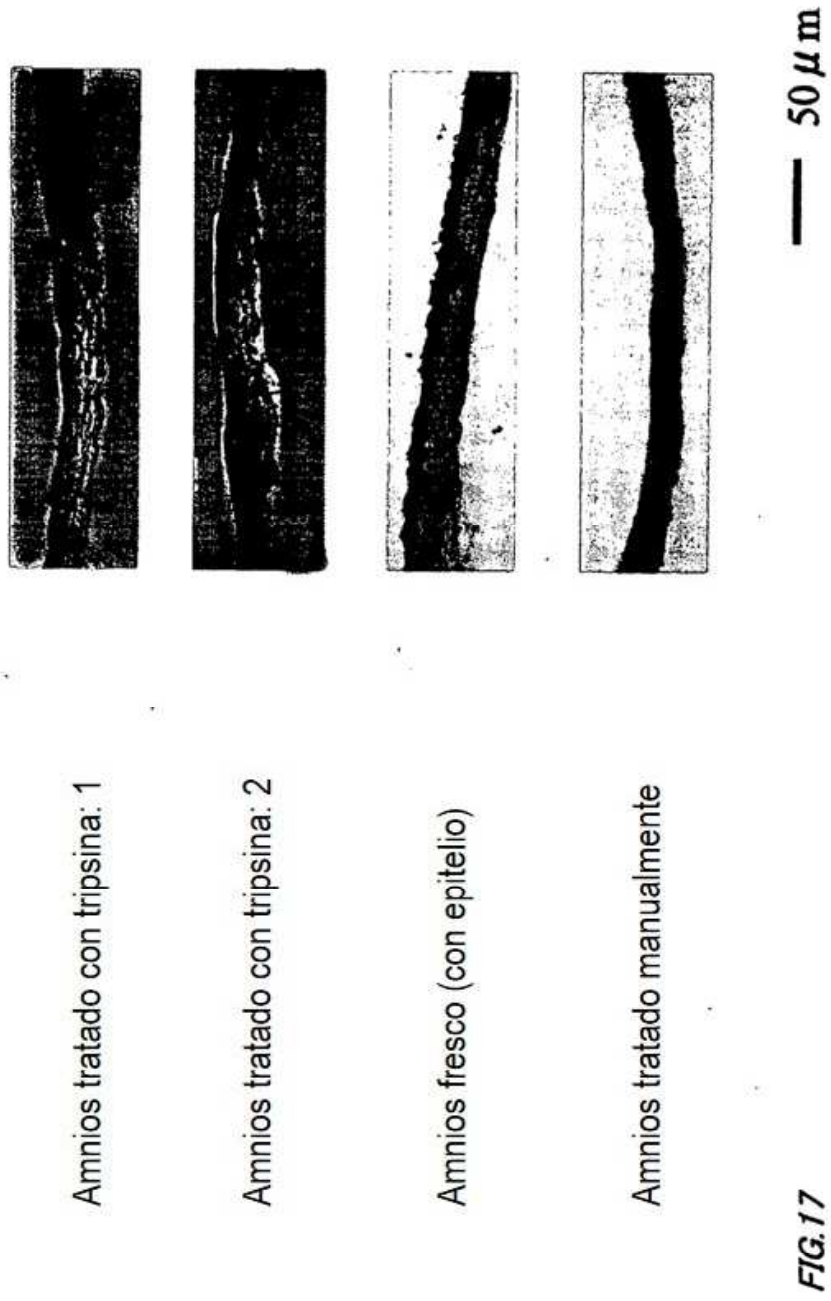 Amnios tratado con tripsina: 1
Amnios tratado con tripsina: 2
Amnios fresco (con epitelio)
Amnios tratado manualmente
50 μm
FIG.17